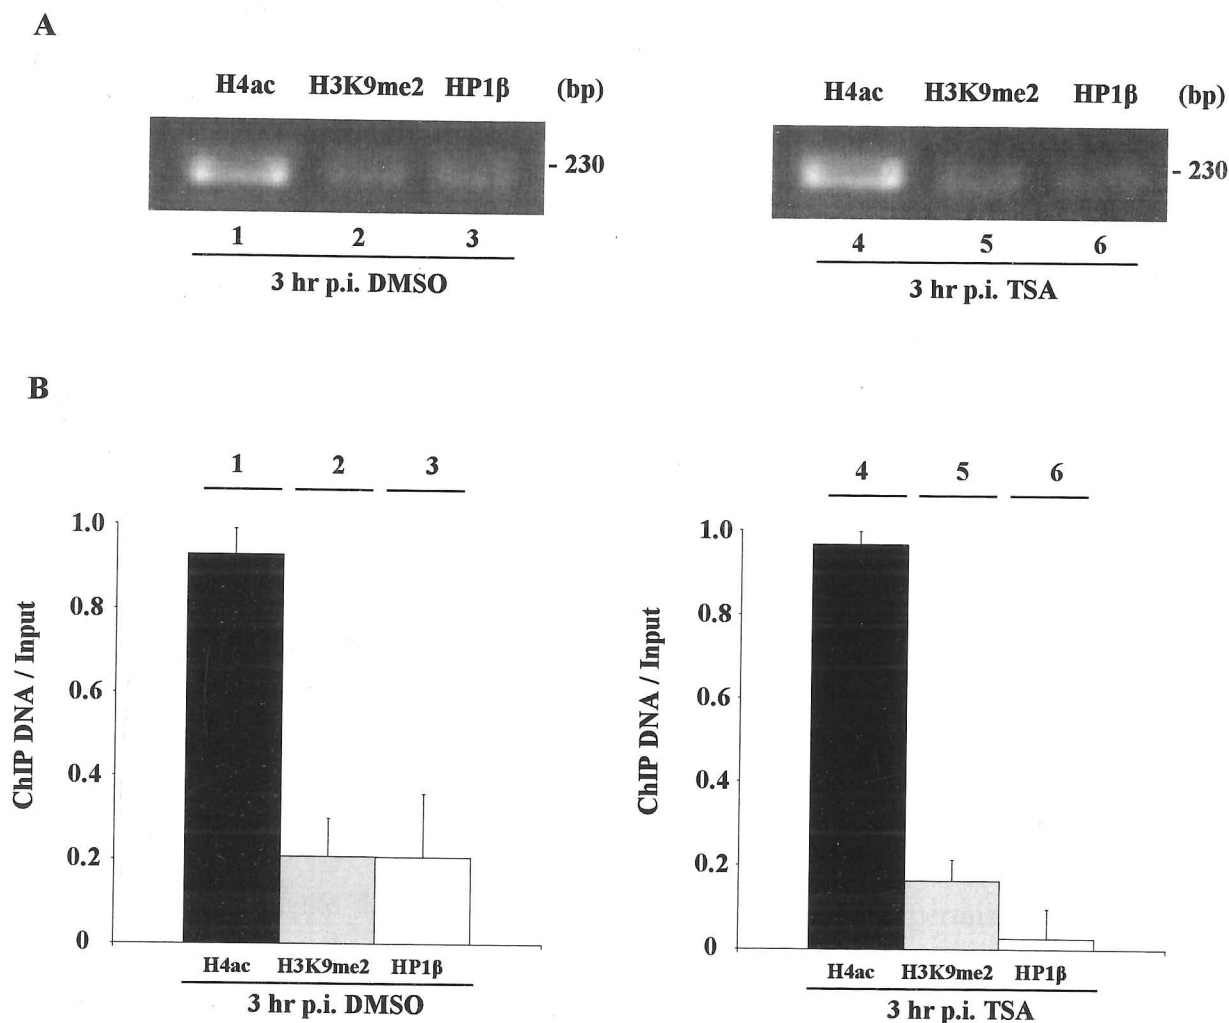 A
H4ac H3K9me2 HP1β (bp)
- 230
1 2 3
3 hr p.i. DMSO
H4ac H3K9me2 HP1β (bp)
- 230
4 5 6
3 hr p.i. TSA
B
1 2 3
1.0
0.8
0.6
0.4
0.2
0
ChIP DNA / Input
H4ac H3K9me2 HP1β
3 hr p.i. DMSO
4 5 6
1.0
0.8
0.6
0.4
0.2
0
ChIP DNA / Input
H4ac H3K9me2 HP1β
3 hr p.i. TSA